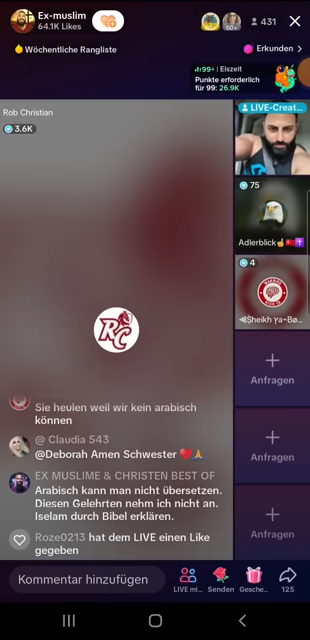 Ex-muslim
64.1K Likes
60+
60+
431
Wöchentliche Rangliste
Erkunden >
99+ | Eiszeit
Punkte erforderlich
für 99: 26.9K
Rob Christian
3.6K
LIVE-Creat...
75
Adlerblick
4
RC
Anfragen
Anfragen
Anfragen
Sie heulen weil wir kein arabisch
können
@ Claudia 543
@Deborah Amen Schwester ❤️🙏
EX MUSLIME & CHRISTEN BEST OF
Arabisch kann man nicht übersetzen.
Diesen Gelehrten nehm ich nicht an.
Iselam durch Bibel erklären.
Roze0213 hat dem LIVE einen Like
gegeben
Kommentar hinzufügen
LIVE mi...
Senden
Gesche...
125